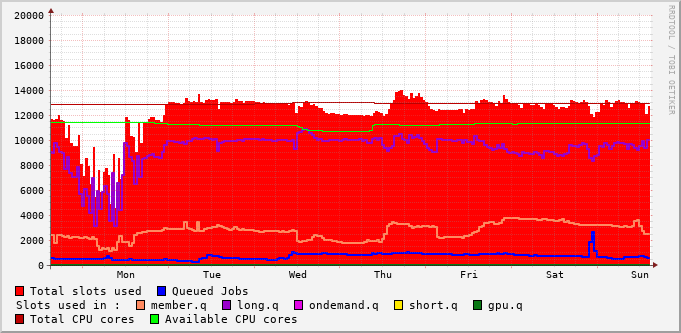 20000
18000
16000
14000
12000
10000
8000
6000
4000
2000
0
Mon Tue Wed Thu Fri Sat Sun
RRDTOOL / TOBI OETIKER
Total slots used Queued Jobs
Slots used in : member.q long.q ondemand.q short.q gpu.q
Total CPU cores Available CPU cores